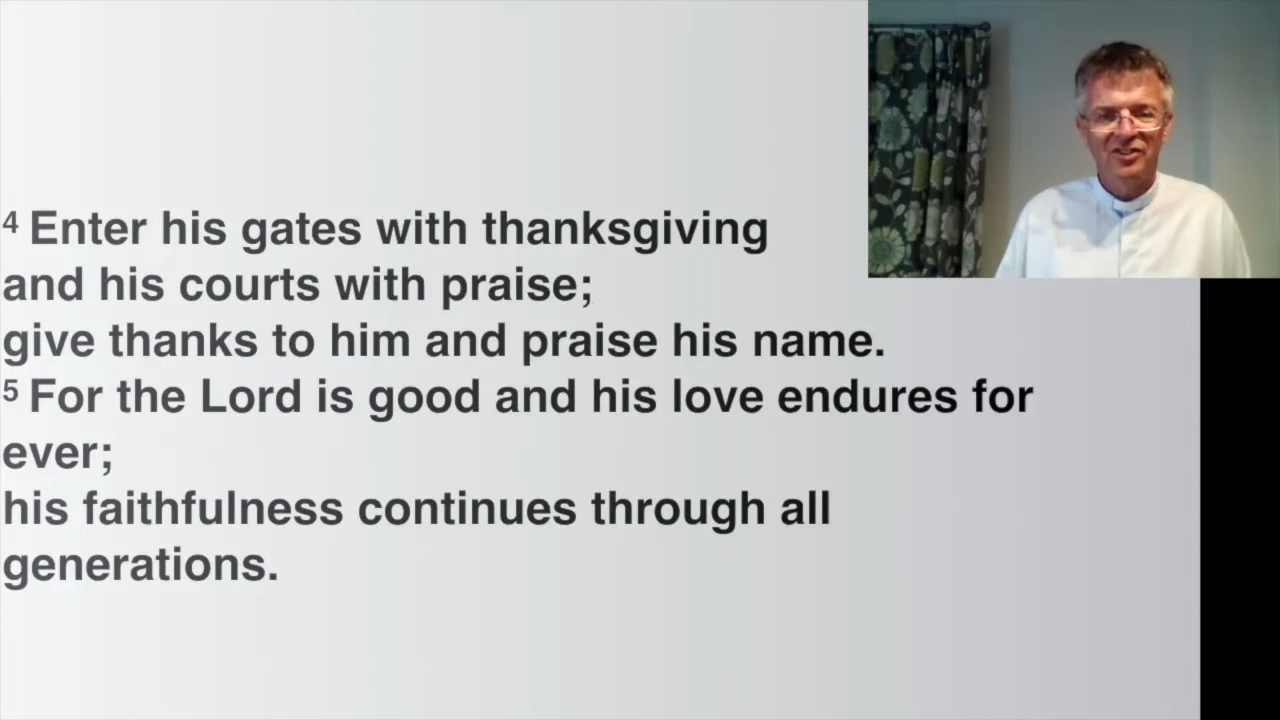 4 Enter his gates with thanksgiving
and his courts with praise;
give thanks to him and praise his name.
5 For the Lord is good and his love endures for
ever;
his faithfulness continues through all
generations.